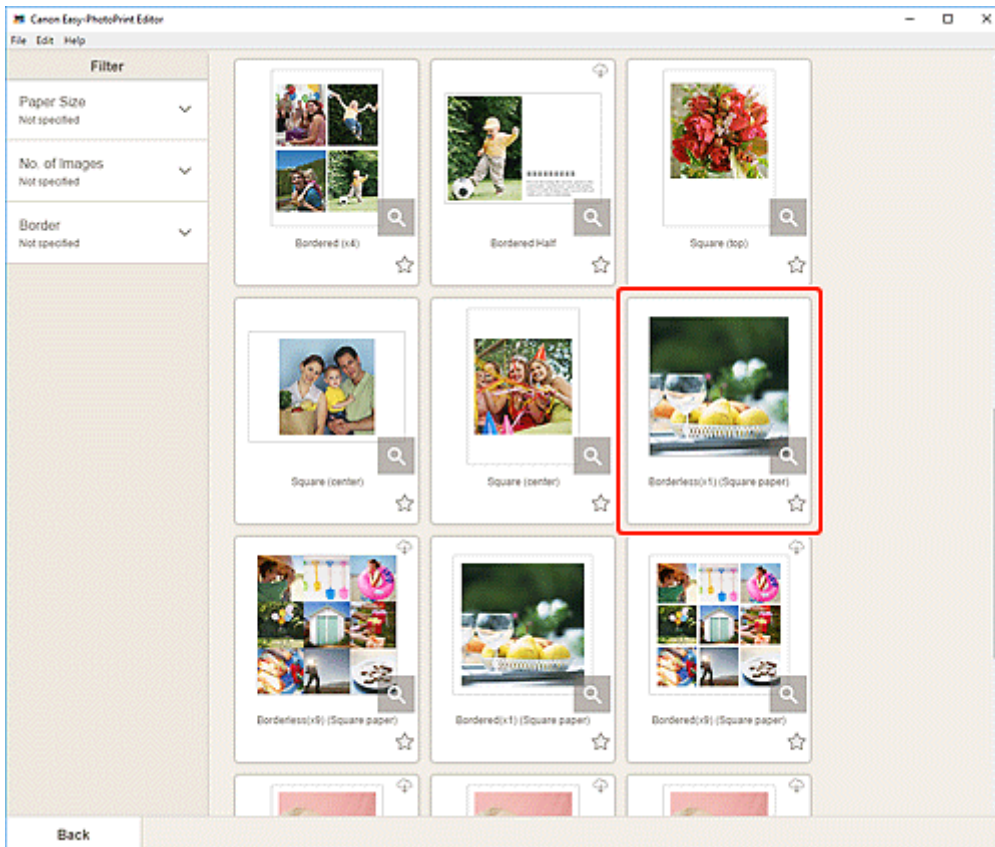 Canon Easy-PhotoPrint Editor
File Edit Help
Filter
Paper Size
Not specified
No. of Images
Not specified
Border
Not specified
Bordered (x4)
Bordered Half
Square (top)
Square (center)
Square (center)
Borderless(x1) (Square paper)
Borderless(x9) (Square paper)
Bordered(x1) (Square paper)
Bordered(x9) (Square paper)
Back